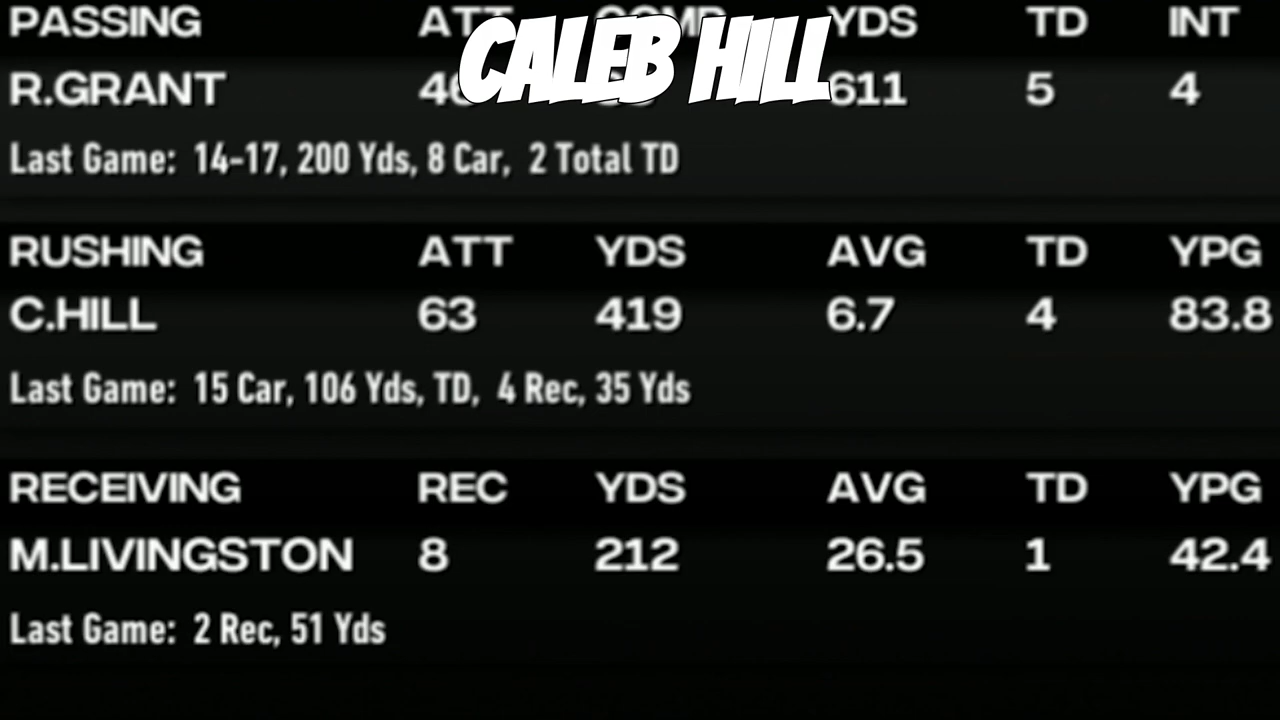 PASSING ATT COMP YDS TD INT
CALEB HILL
R.GRANT 611 5 4
Last Game: 14-17, 200 Yds, 8 Car, 2 Total TD
RUSHING ATT YDS AVG TD YPG
C.HILL 63 419 6.7 4 83.8
Last Game: 15 Car, 106 Yds, TD, 4 Rec, 35 Yds
RECEIVING REC YDS AVG TD YPG
M.LIVINGSTON 8 212 26.5 1 42.4
Last Game: 2 Rec, 51 Yds